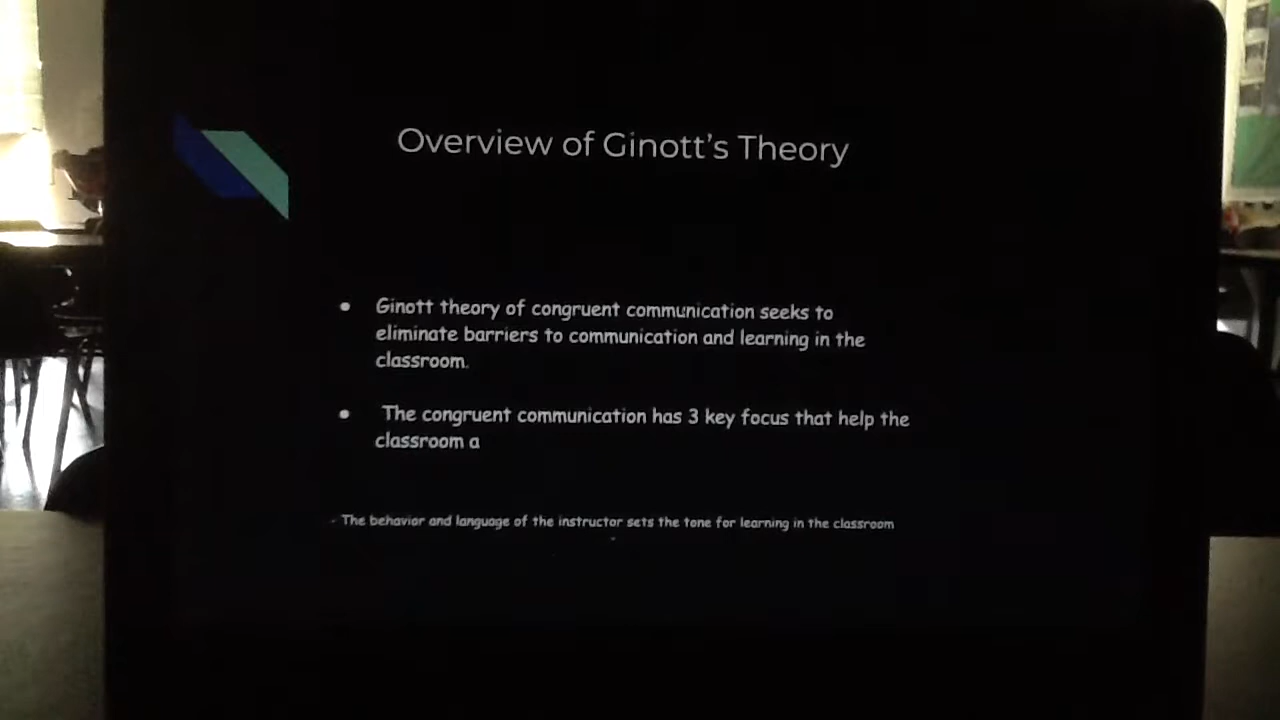 Overview of Ginott's Theory
● Ginott theory of congruent communication seeks to
eliminate barriers to communication and learning in the
classroom.
● The congruent communication has 3 key focus that help the
classroom a
- The behavior and language of the instructor sets the tone for learning in the classroom